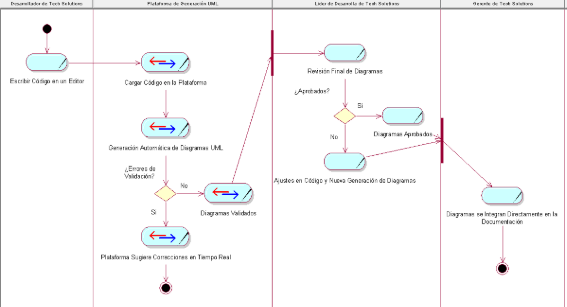 Desarrollador de Tech Solutions
Plataforma de Generación UML
Líder de Desarrollo de Tech Solutions
Gerente de Tech Solutions
Escribir Código en un Editor
Cargar Código en la Plataforma
Revisión Final de Diagramas
¿Aprobados?
Si
Diagramas Aprobados
No
Generación Automática de Diagramas UML
¿Errores de
Validación?
No
Diagramas Validados
Si
Ajustes en Código y Nueva Generación de Diagramas
Diagramas se Integran Directamente en la
Documentación
Plataforma Sugiere Correcciones en Tiempo Real